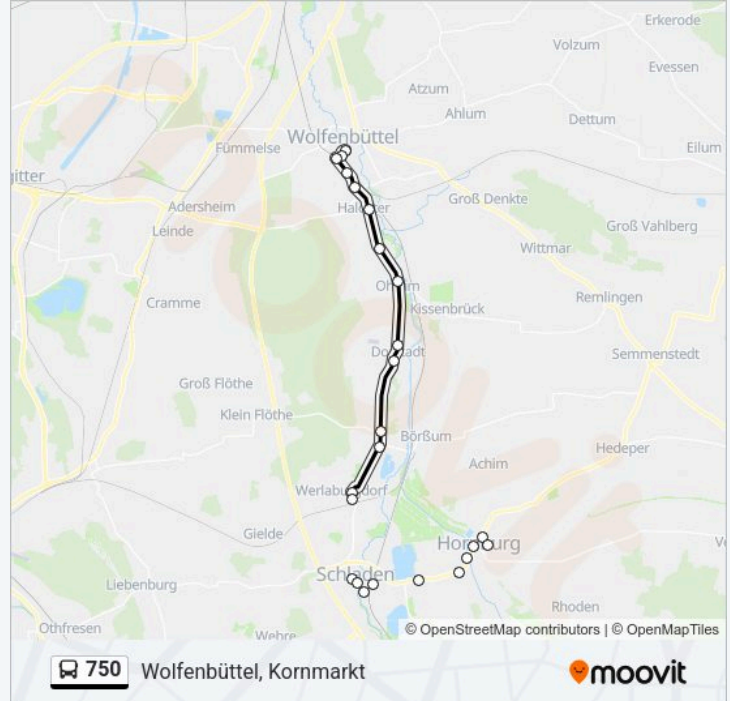 Erkerode
Volzum
Evessen
Atzum
Ahlum
Dettum
Wolfenbüttel
Fümmelse
Eilum
gitter
Groß Denkte
Adersheim
Leinde
Groß Vahlberg
Wittmar
Remlingen
Cramme
Kissenbrück
Semmenstedt
Groß Flöthe
Klein Flöthe
Börßum
Hedeper
Achim
Gielde
Schladen
Liebenburg
Rhoden
Othfresen
Wehre
© OpenStreetMap contributors | © OpenMapTiles
750 Wolfenbüttel, Kornmarkt
moovit